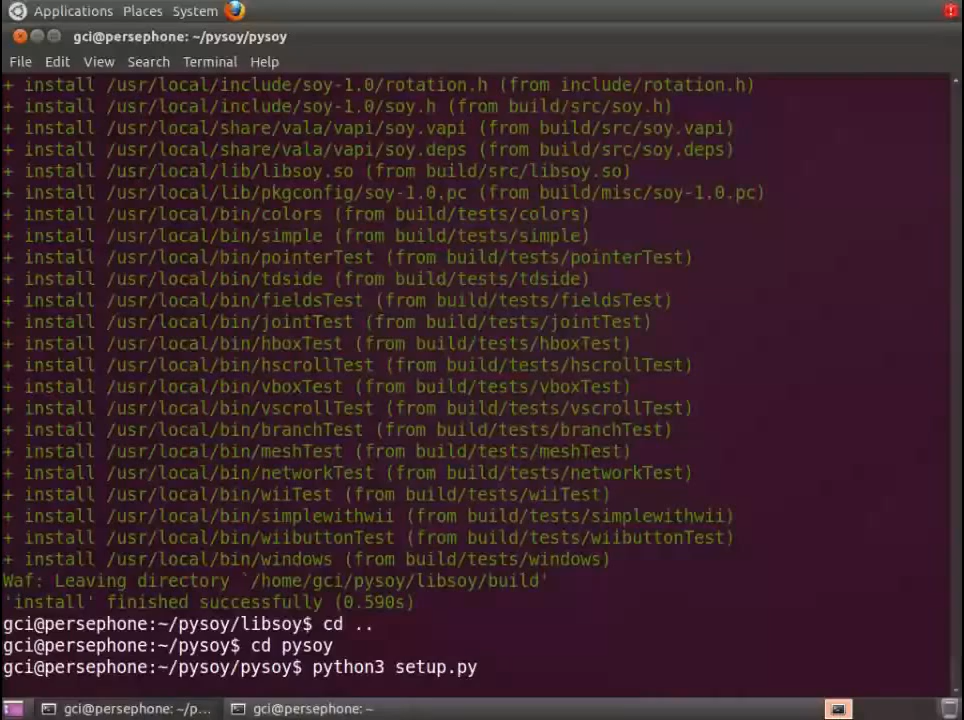 Applications Places System
gci@persephone: ~/pysoy/pysoy
File Edit View Search Terminal Help
+ install /usr/local/include/soy-1.0/rotation.h (from include/rotation.h)
+ install /usr/local/include/soy-1.0/soy.h (from build/src/soy.h)
+ install /usr/local/share/vala/vapi/soy.vapi (from build/src/soy.vapi)
+ install /usr/local/share/vala/vapi/soy.deps (from build/src/soy.deps)
+ install /usr/local/lib/libsoy.so (from build/src/libsoy.so)
+ install /usr/local/lib/pkgconfig/soy-1.0.pc (from build/misc/soy-1.0.pc)
+ install /usr/local/bin/colors (from build/tests/colors)
+ install /usr/local/bin/simple (from build/tests/simple)
+ install /usr/local/bin/pointerTest (from build/tests/pointerTest)
+ install /usr/local/bin/tdside (from build/tests/tdside)
+ install /usr/local/bin/fieldsTest (from build/tests/fieldsTest)
+ install /usr/local/bin/jointTest (from build/tests/jointTest)
+ install /usr/local/bin/hboxTest (from build/tests/hboxTest)
+ install /usr/local/bin/hscrollTest (from build/tests/hscrollTest)
+ install /usr/local/bin/vboxTest (from build/tests/vboxTest)
+ install /usr/local/bin/vscrollTest (from build/tests/vscrollTest)
+ install /usr/local/bin/branchTest (from build/tests/branchTest)
+ install /usr/local/bin/meshTest (from build/tests/meshTest)
+ install /usr/local/bin/networkTest (from build/tests/networkTest)
+ install /usr/local/bin/wiiTest (from build/tests/wiiTest)
+ install /usr/local/bin/simplewithwii (from build/tests/simplewithwii)
+ install /usr/local/bin/wiibuttonTest (from build/tests/wiibuttonTest)
+ install /usr/local/bin/windows (from build/tests/windows)
Waf: Leaving directory `/home/gci/pysoy/libsoy/build'
'install' finished successfully (0.590s)
gci@persephone:~/pysoy/libsoy$ cd ..
gci@persephone:~/pysoy$ cd pysoy
gci@persephone:~/pysoy/pysoy$ python3 setup.py
gci@persephone: ~/p... gci@persephone: ~